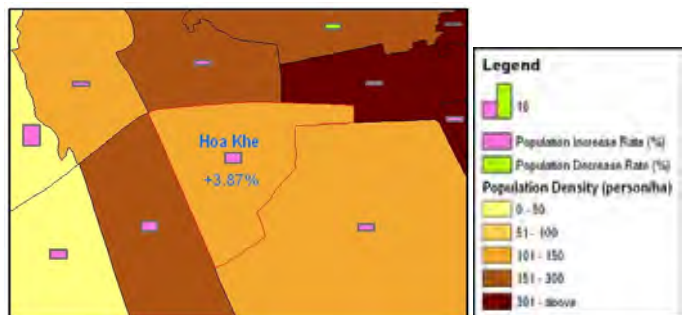 Hoa Khe
+3.87%
Legend
10
Population Increase Rate (%)
Population Decrease Rate (%)
Population Density (person/ha)
0 - 50
51 - 100
101 - 150
151 - 300
301 - above